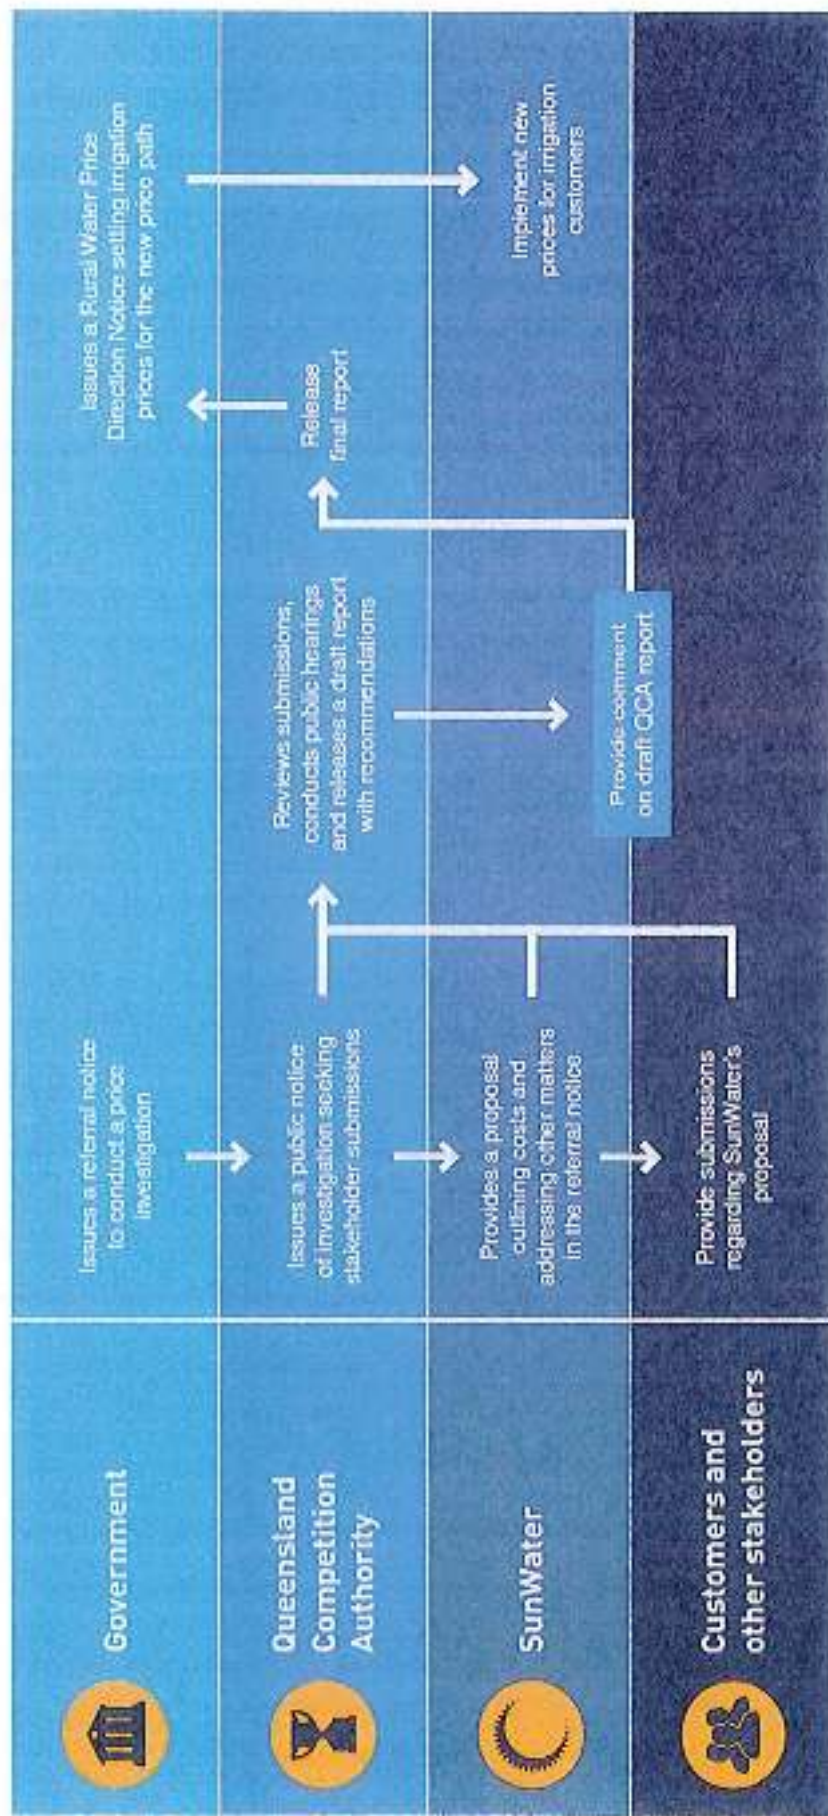 Government
Issues a referral notice
to conduct a price
investigation
Issues a Rural Water Price
Direction Notice setting irrigation
prices for the new price path
Queensland
Competition
Authority
Issues a public notice
of investigation seeking
stakeholder submissions
Reviews submissions,
conducts public hearings
and releases a draft report
with recommendations
Release
final report
SunWater
Provides a proposal
outlining costs and
addressing other matters
in the referral notice
Implement new
prices for irrigation
customers
Provide comment
on draft QCA report
Customers and
other stakeholders
Provide submissions
regarding SunWater's
proposal